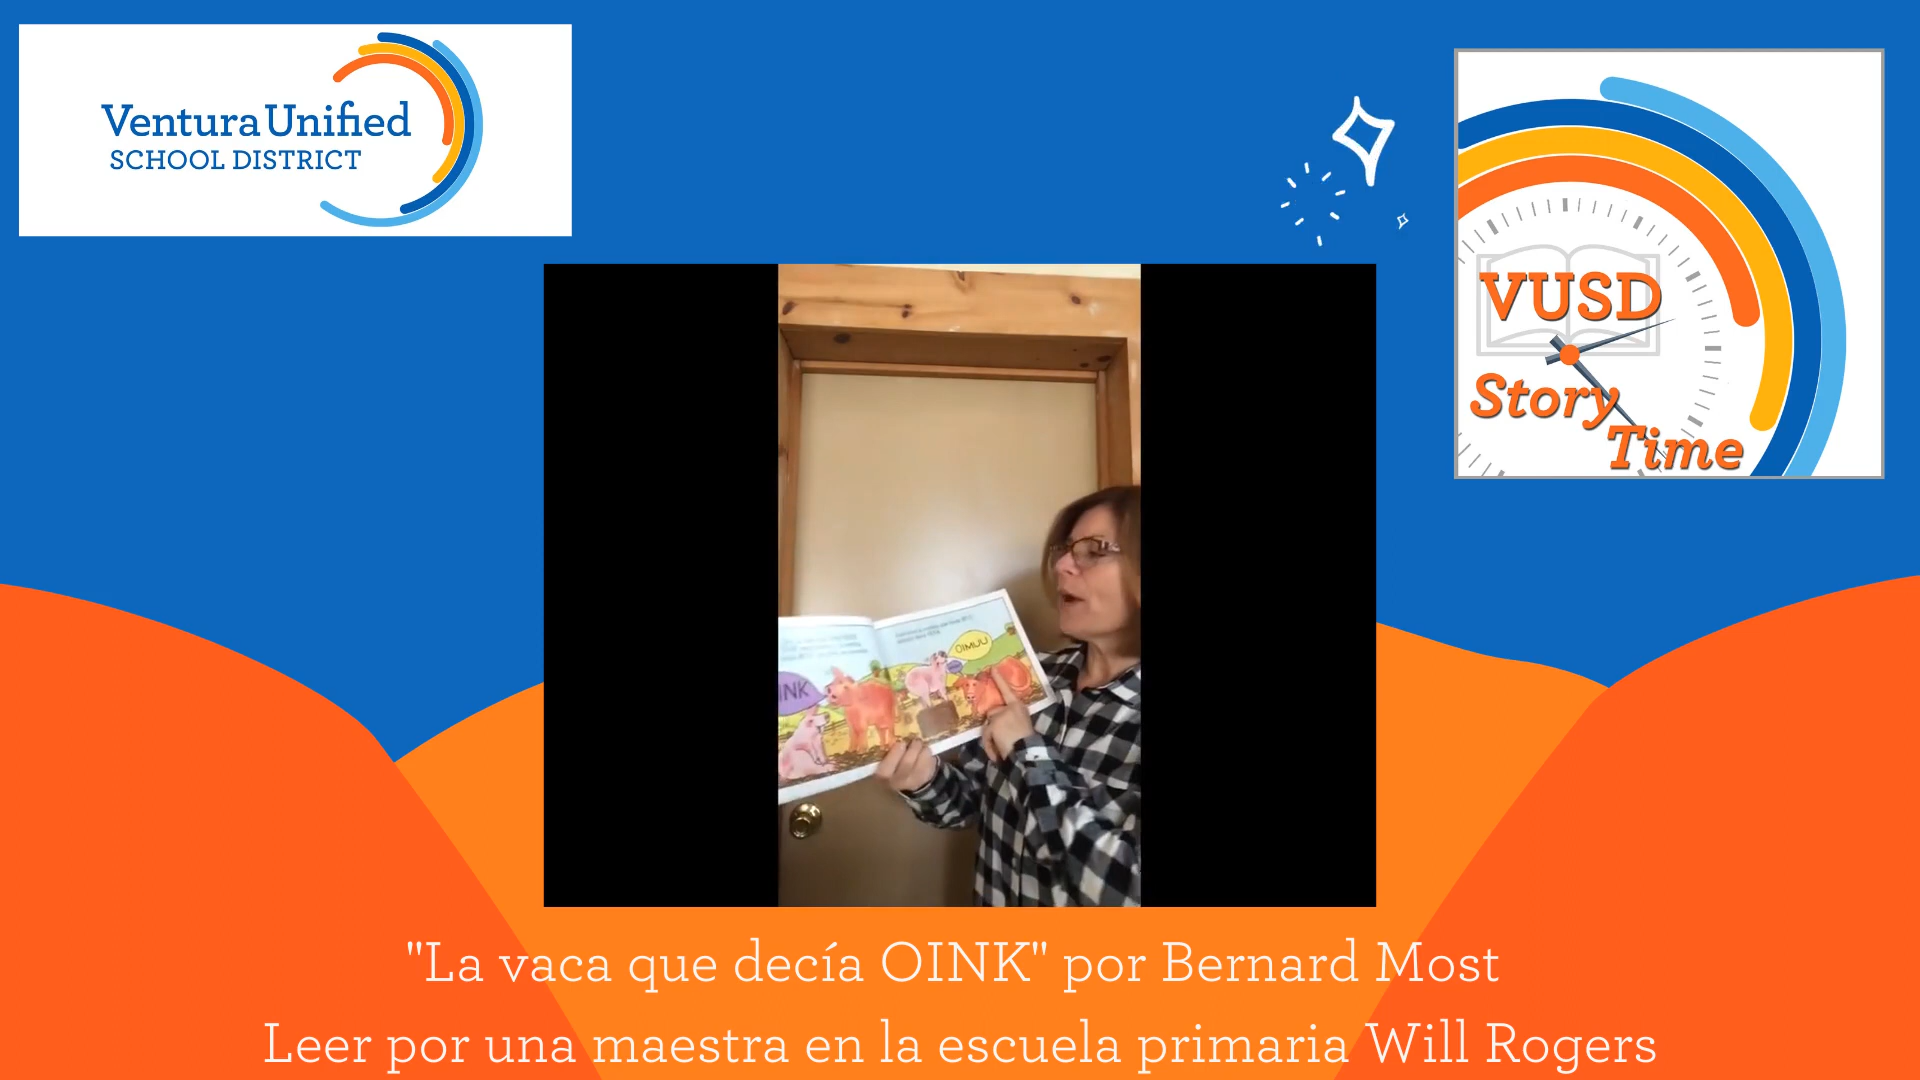 Ventura Unified
SCHOOL DISTRICT
VUSD
Story
Time
INK
OIMUU
"La vaca que decía OINK" por Bernard Most
Leer por una maestra en la escuela primaria Will Rogers